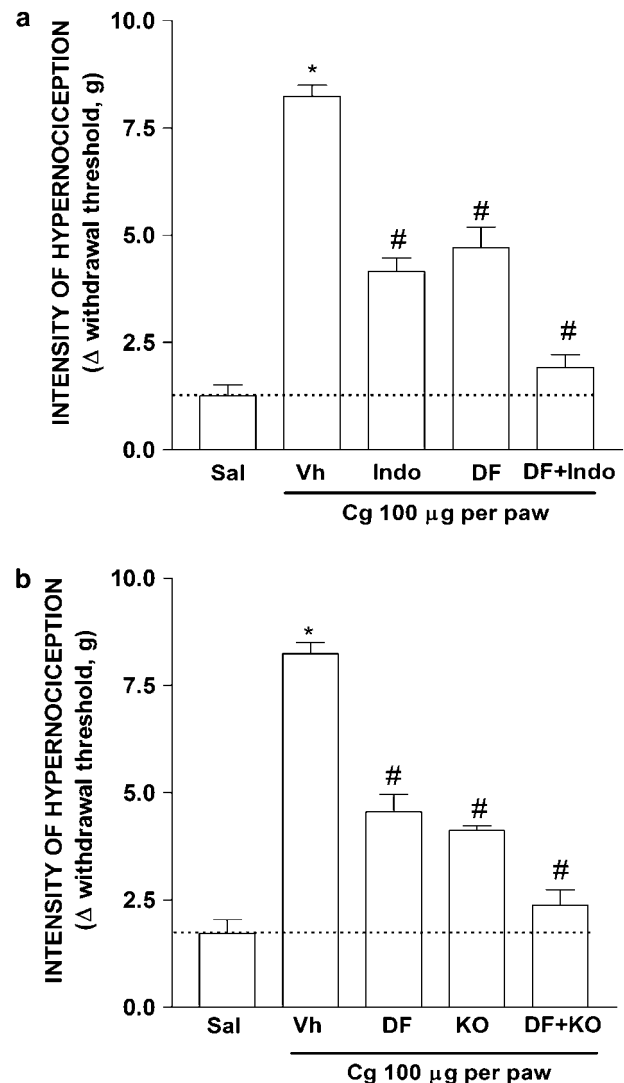 a
INTENSITY OF HYPERNOCICEPTION
(Δ withdrawal threshold, g)
10.0
7.5
5.0
2.5
0.0
*
#
#
#
Sal Vh Indo DF DF+Indo
Cg 100 µg per paw
b
INTENSITY OF HYPERNOCICEPTION
(Δ withdrawal threshold, g)
10.0
7.5
5.0
2.5
0.0
*
#
#
#
Sal Vh DF KO DF+KO
Cg 100 µg per paw